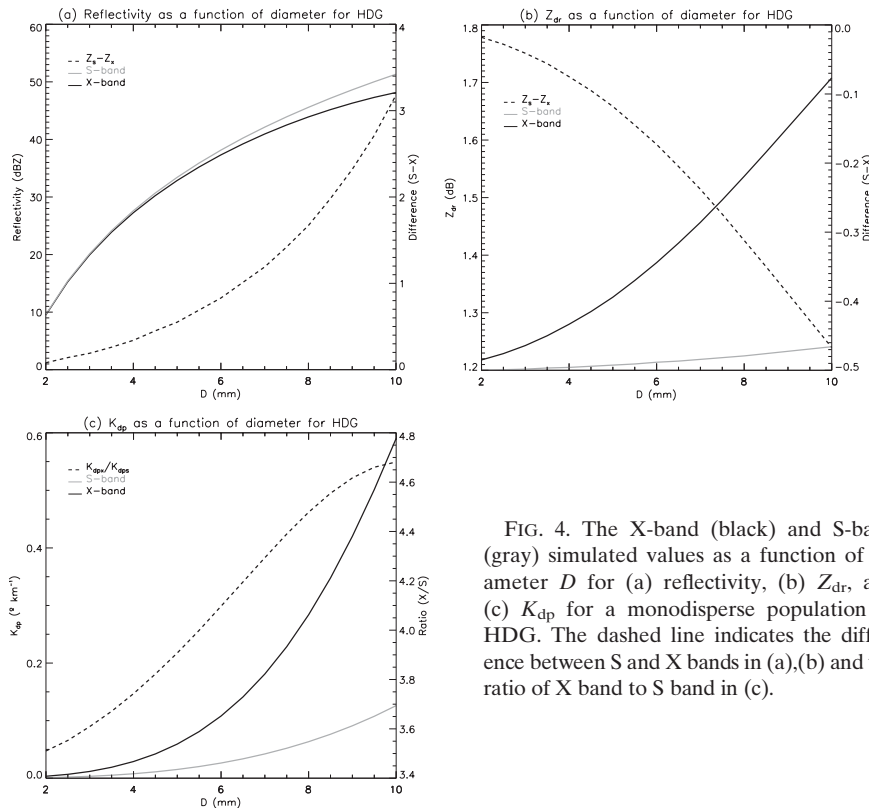 (a) Reflectivity as a function of diameter for HDG
60
50
40
30
20
10
0
Reflectivity (dBZ)
Zs−Zx
S−band
X−band
4
3
2
1
0
Difference (S−X)
2 4 6 8 10
D (mm)
(b) Zdr as a function of diameter for HDG
1.8
1.7
1.6
1.5
1.4
1.3
1.2
Zdr (dB)
Zs−Zx
S−band
X−band
0.0
−0.1
−0.2
−0.3
−0.4
−0.5
Difference (S−X)
2 4 6 8 10
D (mm)
(c) Kdp as a function of diameter for HDG
0.6
0.4
0.2
0.0
Kdp (º km⁻¹)
Kdpx/Kdps
S−band
X−band
4.8
4.6
4.4
4.2
4.0
3.8
3.6
3.4
Ratio (X/S)
2 4 6 8 10
D (mm)
FIG. 4. The X-band (black) and S-ba
(gray) simulated values as a function of
ameter D for (a) reflectivity, (b) Zdr, a
(c) Kdp for a monodisperse population
HDG. The dashed line indicates the diff
ence between S and X bands in (a),(b) and
ratio of X band to S band in (c).